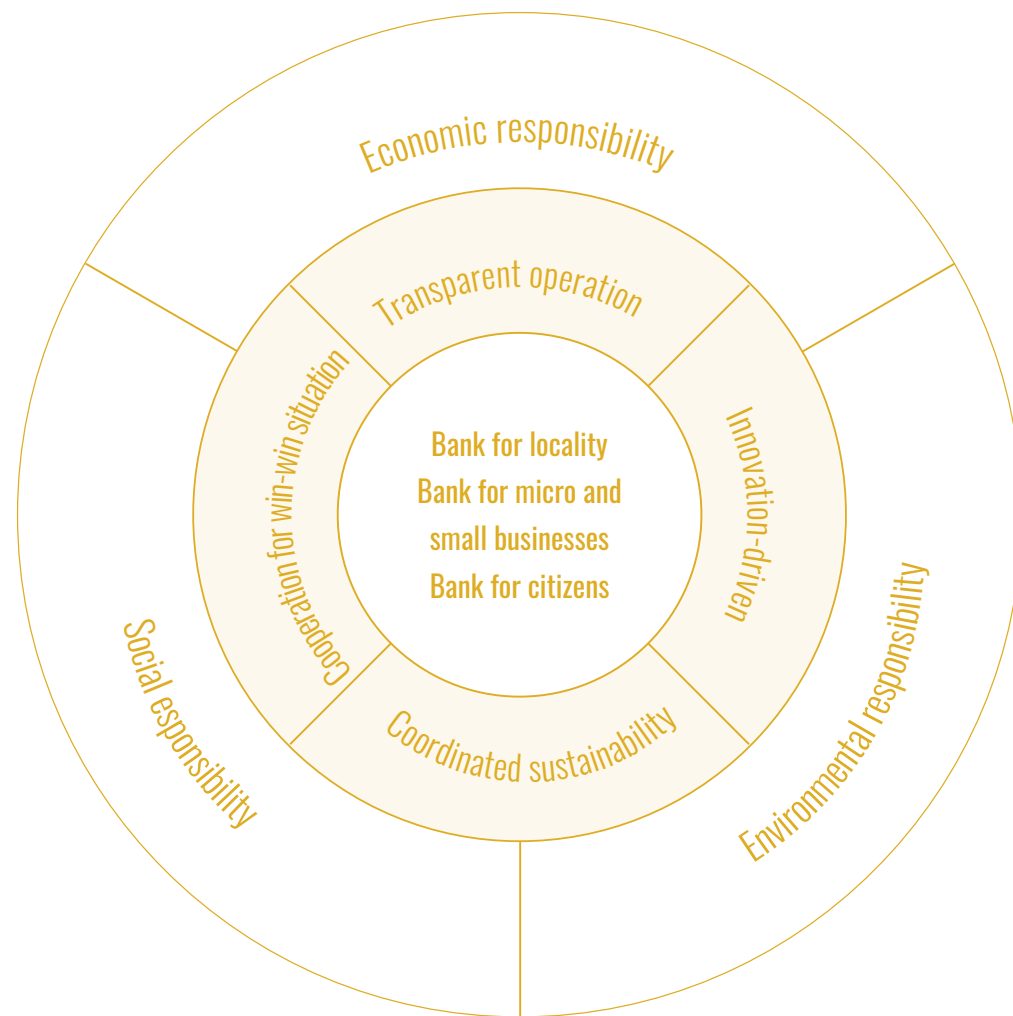 Economic responsibility
Transparent operation
Cooperation for win-win situation
Innovation-driven
Bank for locality
Bank for micro and
small businesses
Bank for citizens
Coordinated sustainability
Social esponsibility
Environmental responsibility